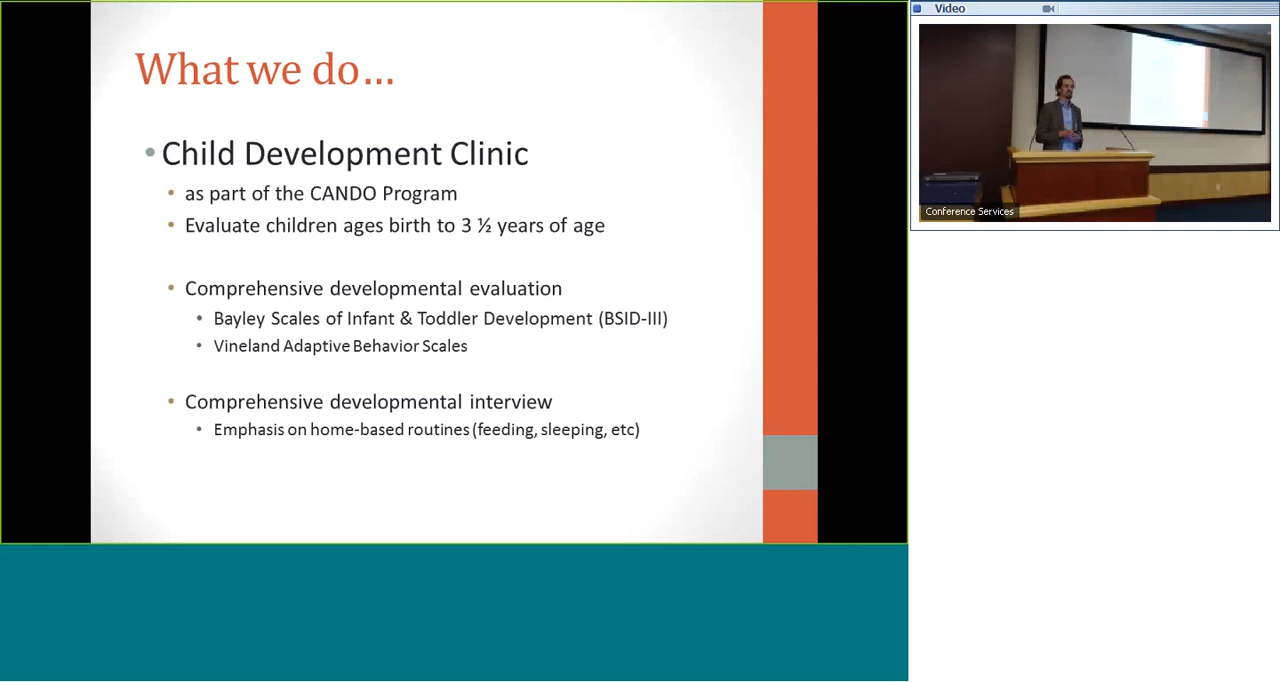 What we do...
Child Development Clinic
as part of the CANDO Program
Evaluate children ages birth to 3 ½ years of age
Comprehensive developmental evaluation
Bayley Scales of Infant & Toddler Development (BSID-III)
Vineland Adaptive Behavior Scales
Comprehensive developmental interview
Emphasis on home-based routines (feeding, sleeping, etc)
Video
Conference Services